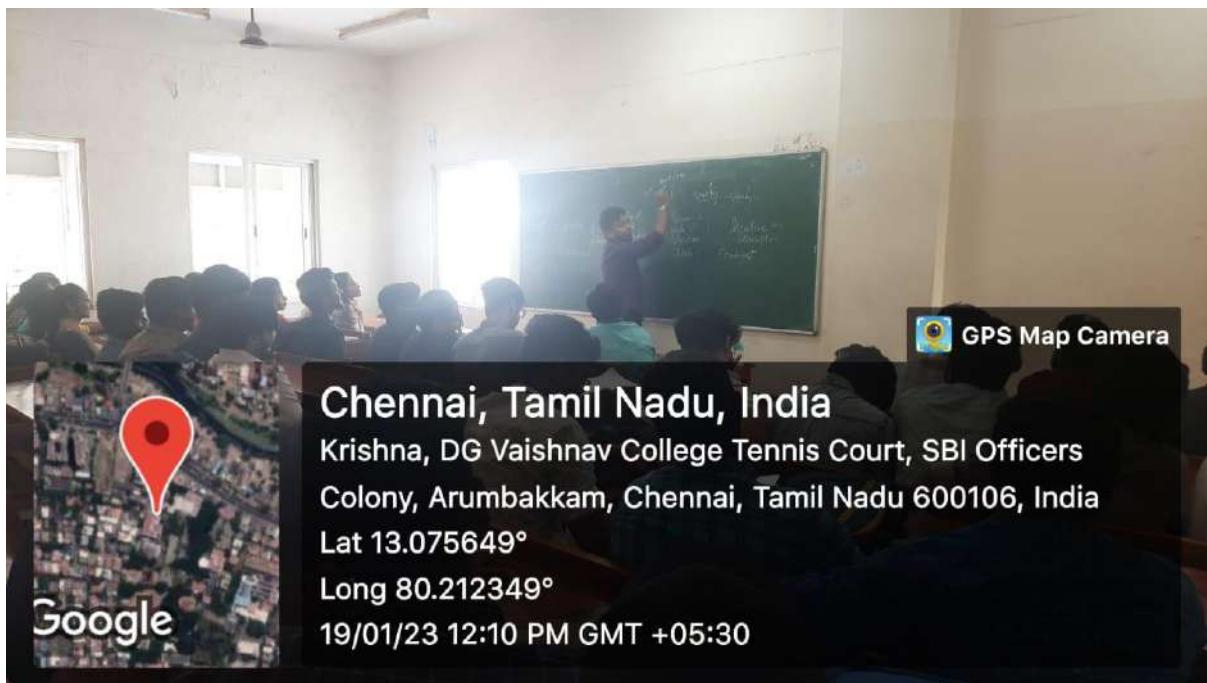 GPS Map Camera
Chennai, Tamil Nadu, India
Krishna, DG Vaishnav College Tennis Court, SBI Officers
Colony, Arumbakkam, Chennai, Tamil Nadu 600106, India
Lat 13.075649°
Long 80.212349°
19/01/23 12:10 PM GMT +05:30
Google